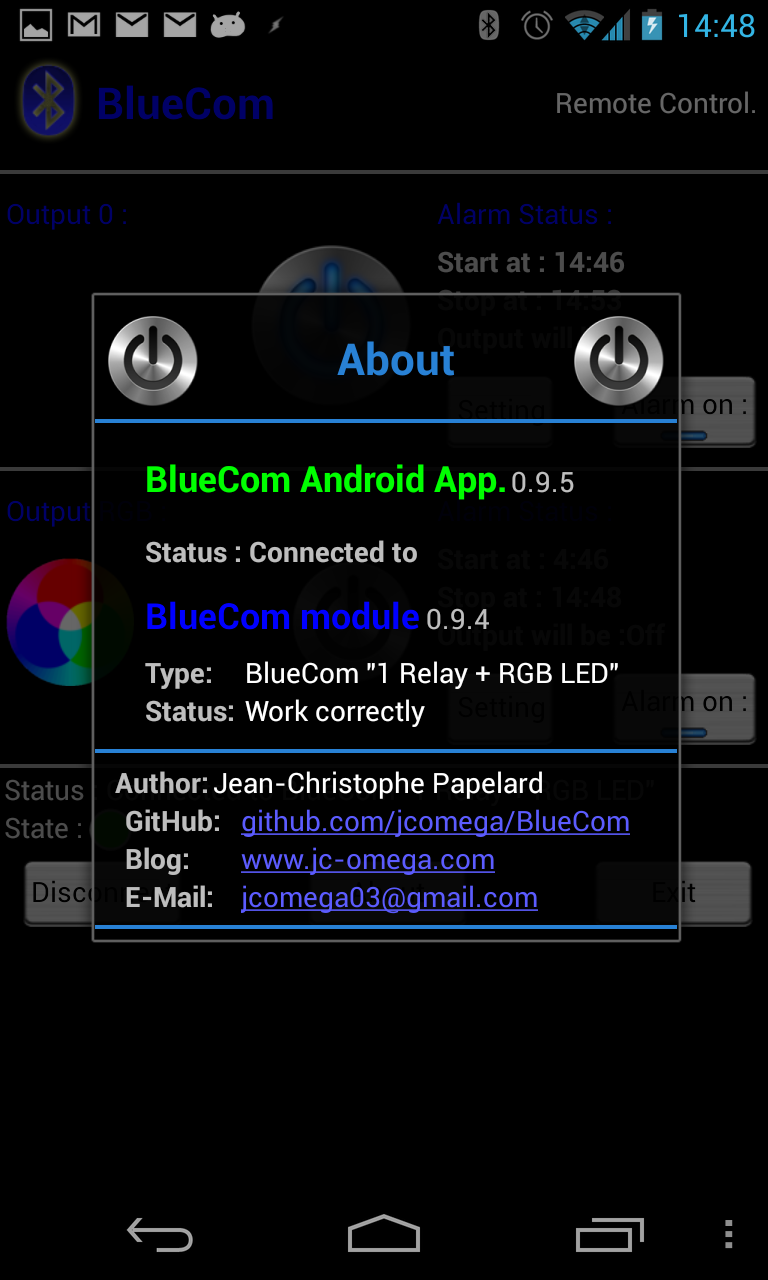 14:48
BlueCom
Remote Control.
Output 0 :
Alarm Status :
Start at : 14:46
Stop at : 14:53
Output will
Setting
Alarm on :
About
BlueCom Android App. 0.9.5
Status : Connected to
BlueCom module 0.9.4
Type: BlueCom "1 Relay + RGB LED"
Status: Work correctly
Author: Jean-Christophe Papelard
GitHub: github.com/jcomega/BlueCom
Blog: www.jc-omega.com
E-Mail: jcomega03@gmail.com
Output
Start at : 4:46
Stop at : 14:48
Output will be :Off
Setting
Alarm on :
Status :
RGB LED"
State :
Exit